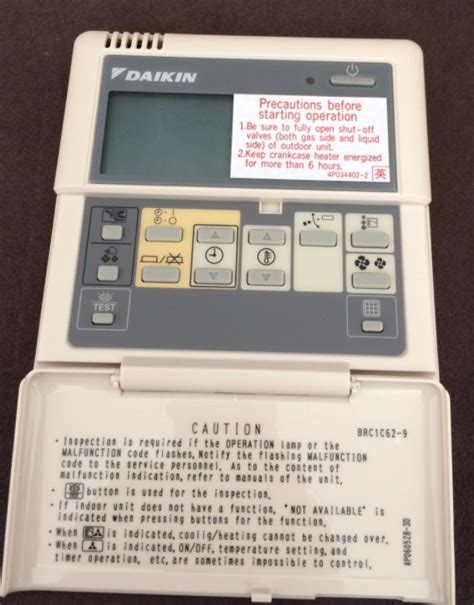 DAIKIN
Precautions before
starting operation
1.Be sure to fully open shut-off
valves (both gas side and liquid
side) of outdoor unit.
2.Keep crankcase heater energized
for more than 6 hours.
4P034402-2 英
TEST
CAUTION
BRC1C62-9
・Inspection is required if the OPERATION lamp or the
MALFUNCTION code flashes. Notify the flashing MALFUNCTION
code to the service personnel. As to the content of
malfunction indication, refer to manuals of the unit.
・ button is used for the inspection.
・If indoor unit does not have a function, "NOT AVAILABLE" is
indicated when pressing buttons for the function.
・When is indicated, coolig/heating cannot be changed over.
・When is indicated, ON/OFF, temperature setting, and
timer operation, etc, are sometimes impossible to control.
4P060528-3D